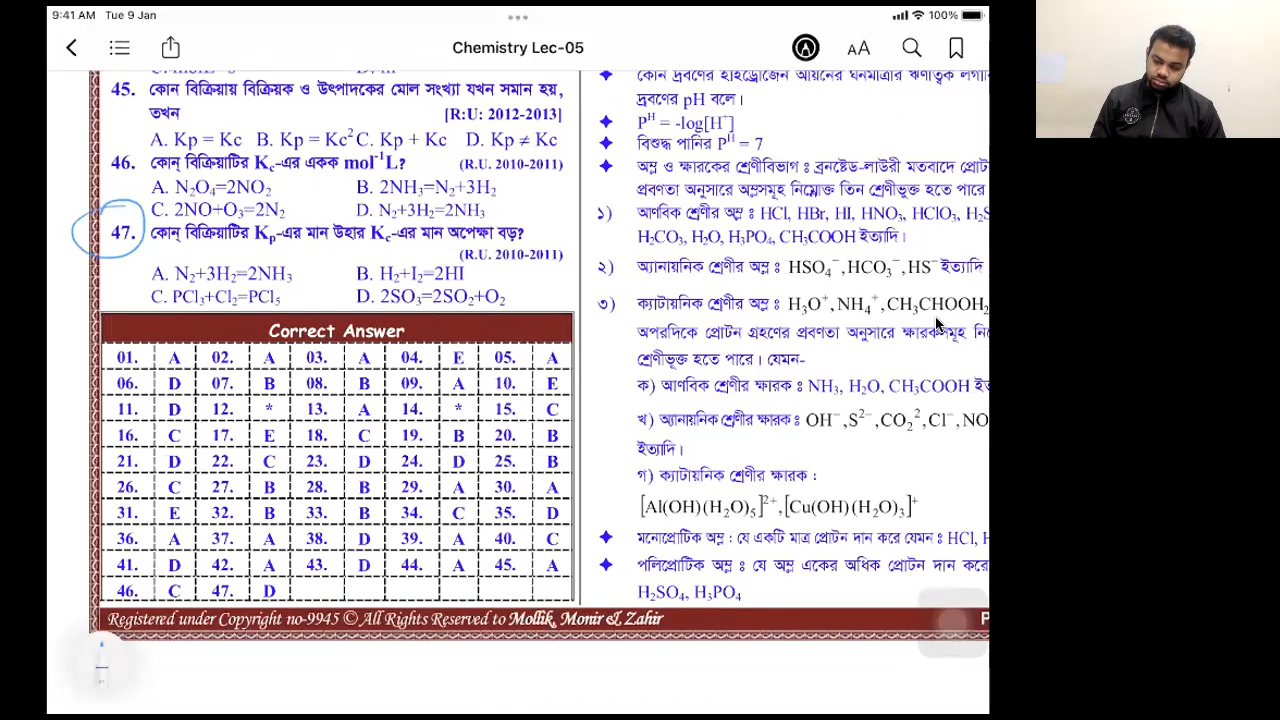 9:41 AM Tue 9 Jan
100%
Chemistry Lec-05
AA
45. কোন বিক্রিয়ায় বিক্রিয়ক ও উৎপাদকের মোল সংখ্যা যখন সমান হয়,
তখন [R:U: 2012-2013]
A. Kp = Kc B. Kp = Kc² C. Kp + Kc D. Kp ≠ Kc
46. কোন্ বিক্রিয়াটির Kc-এর একক mol⁻¹L? (R.U. 2010-2011)
A. N₂O₄=2NO₂ B. 2NH₃=N₂+3H₂
C. 2NO+O₃=2N₂ D. N₂+3H₂=2NH₃
47. কোন্ বিক্রিয়াটির Kp-এর মান উহার Kc-এর মান অপেক্ষা বড়?
(R.U. 2010-2011)
A. N₂+3H₂=2NH₃ B. H₂+I₂=2HI
C. PCl₃+Cl₂=PCl₅ D. 2SO₃=2SO₂+O₂
Correct Answer
01. A 02. A 03. A 04. E 05. A
06. D 07. B 08. B 09. A 10. E
11. D 12. * 13. A 14. * 15. C
16. C 17. E 18. C 19. B 20. B
21. D 22. C 23. D 24. D 25. B
26. C 27. B 28. B 29. A 30. A
31. E 32. B 33. B 34. C 35. D
36. A 37. A 38. D 39. A 40. C
41. D 42. A 43. D 44. A 45. A
46. C 47. D
কোন দ্রবণের হাইড্রোজেন আয়নের ঘনমাত্রার ঋণাত্বক
দ্রবণের pH বলে।
Pᴴ = -log[H⁺]
বিশুদ্ধ পানির Pᴴ = 7
অম্ল ও ক্ষারকের শ্রেণীবিভাগ : ব্রনষ্টেড-লাউরী মতবাদে
প্রবণতা অনুসারে অম্লসমূহ নিম্নোক্ত তিন শ্রেণীভূক্ত হতে পারে
১) আণবিক শ্রেণীর অম্ল : HCl, HBr, HI, HNO₃, HClO₃,
H₂CO₃, H₂O, H₃PO₄, CH₃COOH ইত্যাদি।
২) অ্যানায়নিক শ্রেণীর অম্ল : HSO₄⁻, HCO₃⁻, HS⁻ ইত্যাদি
৩) ক্যাটায়নিক শ্রেণীর অম্ল : H₃O⁺, NH₄⁺, CH₃CHOOH₂
অপরদিকে প্রোটন গ্রহণের প্রবণতা অনুসারে ক্ষারকসমূহ
শ্রেণীভূক্ত হতে পারে। যেমন-
ক) আণবিক শ্রেণীর ক্ষারক : NH₃, H₂O, CH₃COOH
খ) অ্যানায়নিক শ্রেণীর ক্ষারক : OH⁻, S²⁻, CO₂², Cl⁻, NO
ইত্যাদি।
গ) ক্যাটায়নিক শ্রেণীর ক্ষারক :
[Al(OH)(H₂O)₅]²⁺, [Cu(OH)(H₂O)₃]⁺
মনোপ্রোটিক অম্ল : যে একটি মাত্র প্রোটন দান করে যেমন : HCl,
পলিপ্রোটিক অম্ল : যে অম্ল একের অধিক প্রোটন দান করে
H₂SO₄, H₃PO₄
Registered under Copyright no-9945 © All Rights Reserved to Mollik, Monir & Zahir